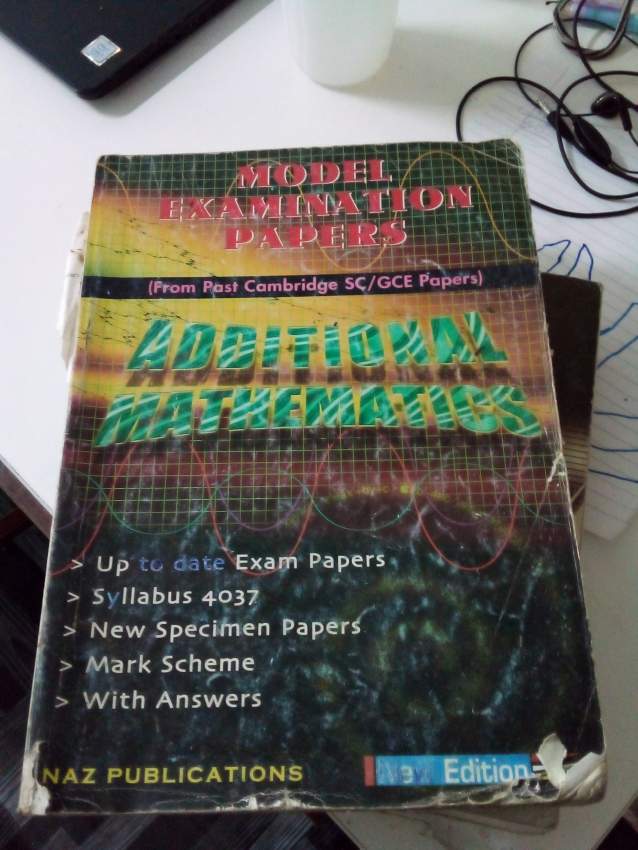 MODEL
EXAMINATION
PAPERS
(From Past Cambridge SC/GCE Papers)
ADDITIONAL
MATHEMATICS
> Up to date Exam Papers
> Syllabus 4037
> New Specimen Papers
> Mark Scheme
> With Answers
NAZ PUBLICATIONS
New Edition